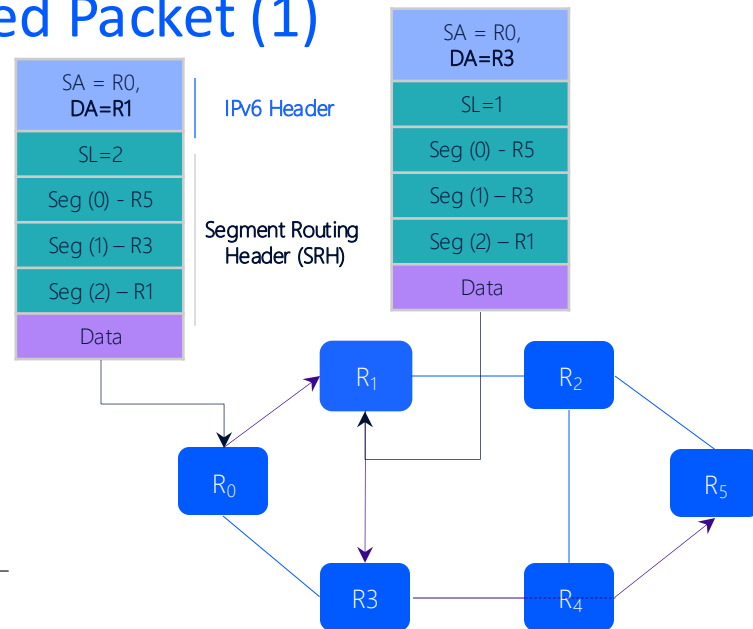 ed Packet (1)
SA = R0,
DA=R1
SL=2
Seg (0) - R5
Seg (1) – R3
Seg (2) – R1
Data
IPv6 Header
Segment Routing
Header (SRH)
SA = R0,
DA=R3
SL=1
Seg (0) - R5
Seg (1) – R3
Seg (2) – R1
Data
R1
R2
R0
R5
R3
R4